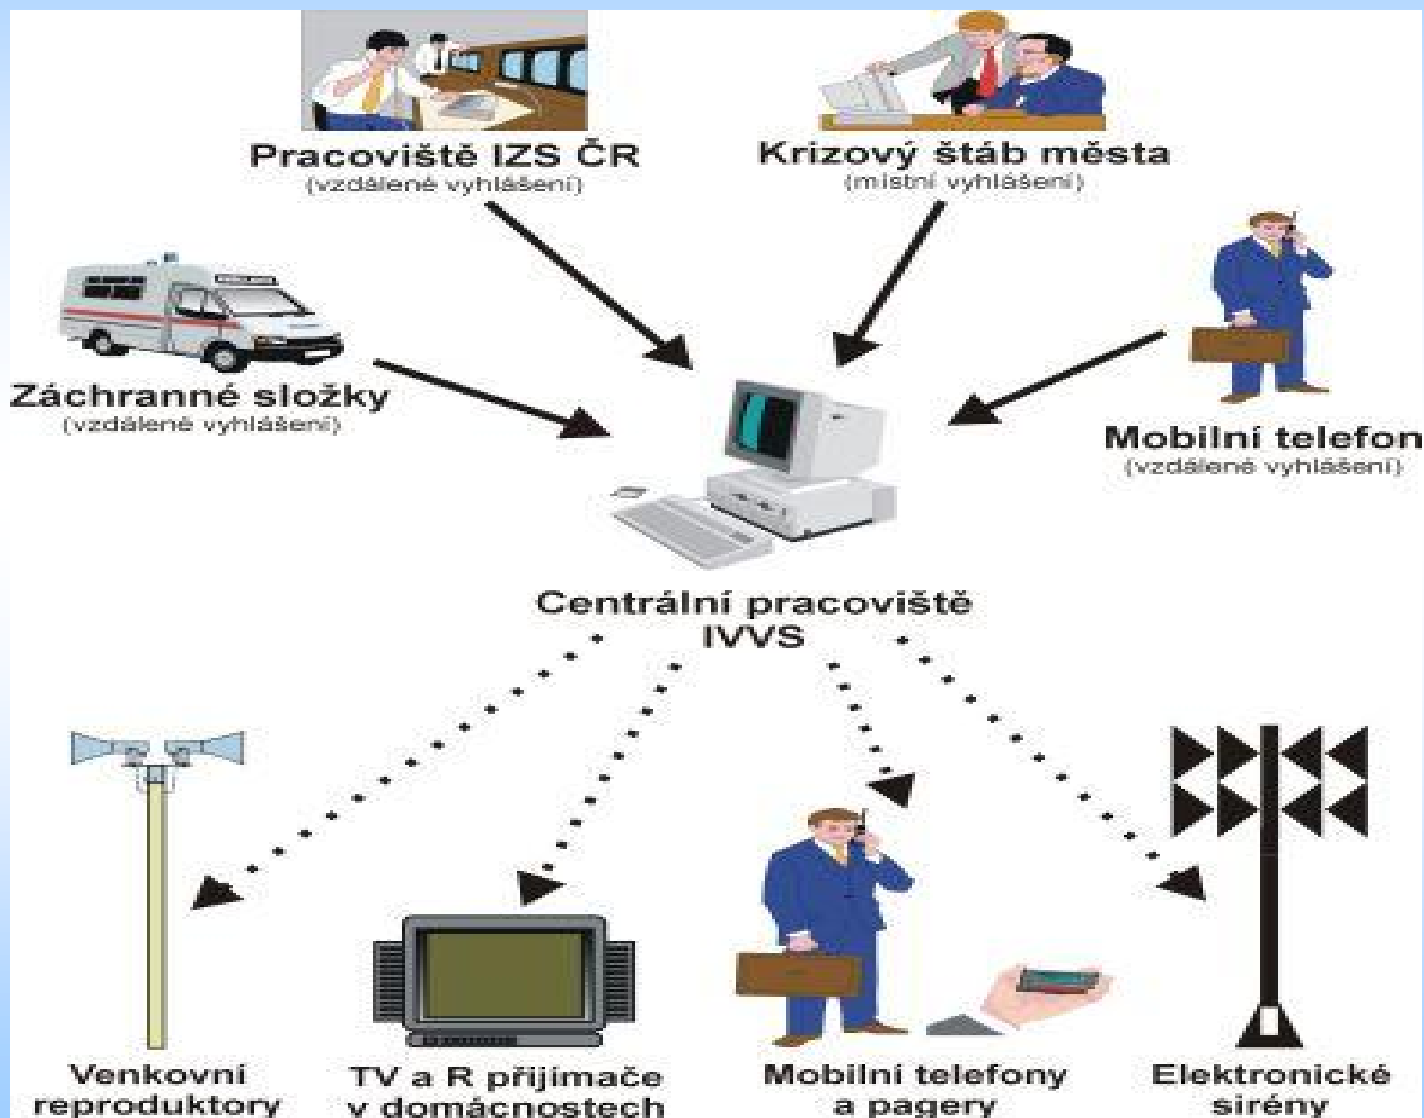 Pracoviště IZS ČR
(vzdálené vyhlášení)
Krizový štáb města
(místní vyhlášení)
Záchranné složky
(vzdálené vyhlášení)
Mobilní telefon
(vzdálené vyhlášení)
Centrální pracoviště
IVVS
Venkovní
reproduktory
TV a R přijímače
v domácnostech
Mobilní telefony
a pagery
Elektronické
sirény